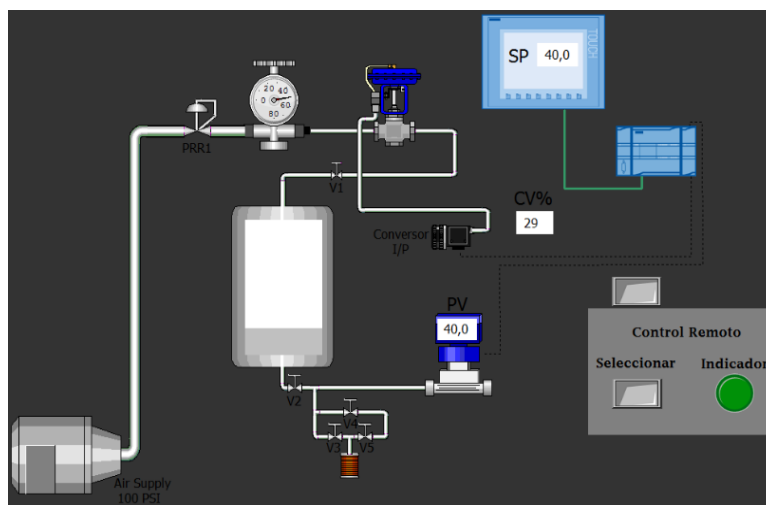 SP 40,0
TOUCH
20 40
0 60
80
PRR1
V1
CV%
29
Conversor
I/P
PV
40,0
Control Remoto
Seleccionar Indicador
V2
V4
V3 V5
Air Supply
100 PSI